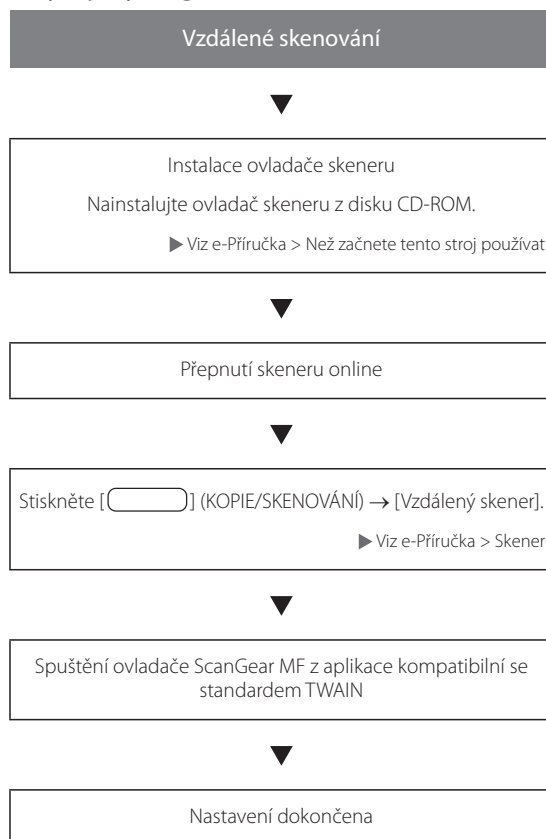 Vzdálené skenování
Instalace ovladače skeneru
Nainstalujte ovladač skeneru z disku CD-ROM.
▶ Viz e-Příručka > Než začnete tento stroj používat
Přepnutí skeneru online
Stiskněte [ ] (KOPIE/SKENOVÁNÍ) → [Vzdálený skener].
▶ Viz e-Příručka > Skener
Spuštění ovladače ScanGear MF z aplikace kompatibilní se
standardem TWAIN
Nastavení dokončena